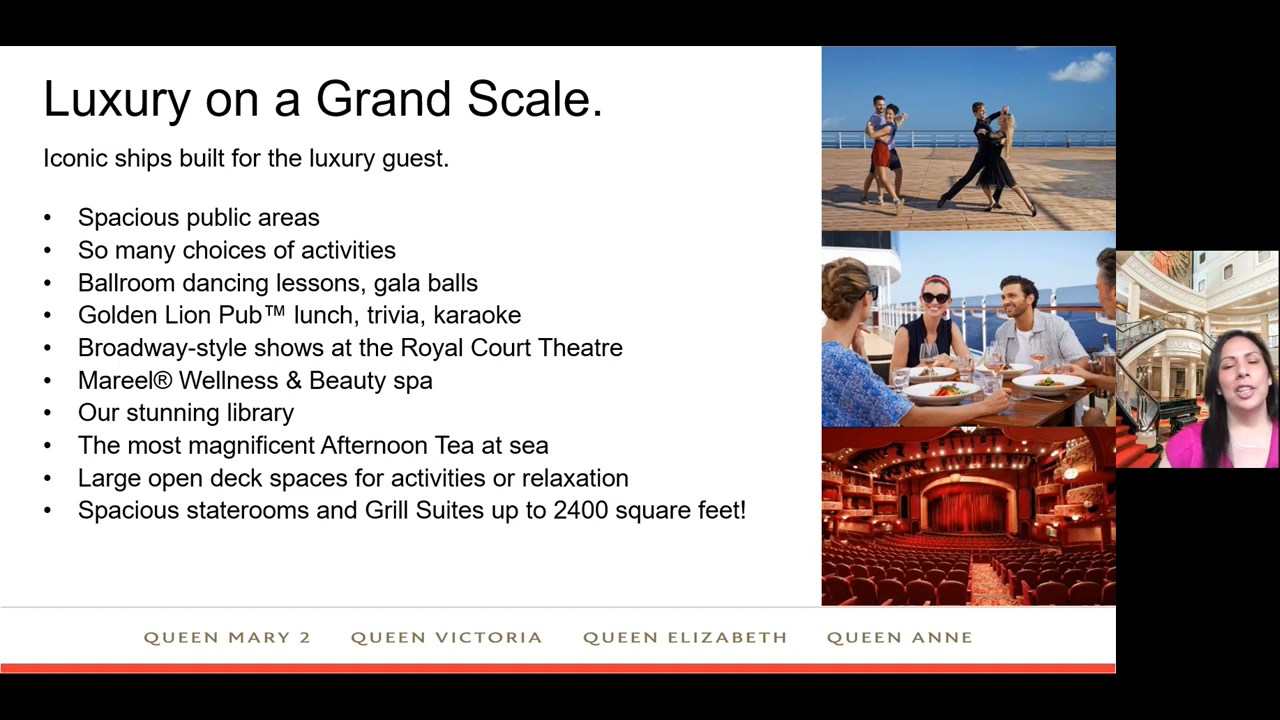 Luxury on a Grand Scale.
Iconic ships built for the luxury guest.
• Spacious public areas
• So many choices of activities
• Ballroom dancing lessons, gala balls
• Golden Lion Pub™ lunch, trivia, karaoke
• Broadway-style shows at the Royal Court Theatre
• Mareel® Wellness & Beauty spa
• Our stunning library
• The most magnificent Afternoon Tea at sea
• Large open deck spaces for activities or relaxation
• Spacious staterooms and Grill Suites up to 2400 square feet!
QUEEN MARY 2 QUEEN VICTORIA QUEEN ELIZABETH QUEEN ANNE